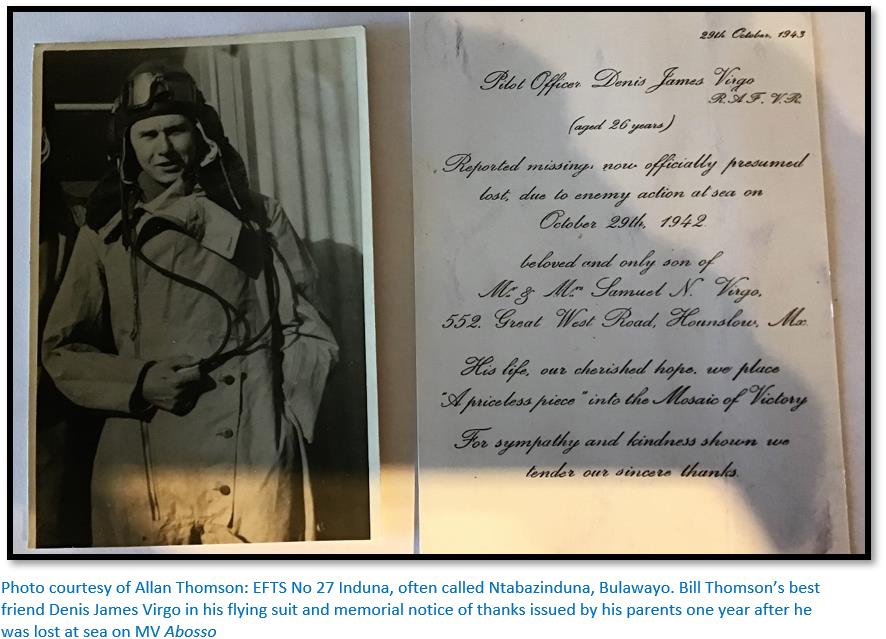 29th October, 1943
Pilot Officer Denis James Virgo
R.A.F. V.R.
(aged 26 years)
Reported missing, now officially presumed
lost, due to enemy action at sea on
October 29th, 1942.
beloved and only son of
Mr. & Mrs. Samuel N. Virgo,
552. Great West Road, Hounslow, Mx.
His life, our cherished hope, we place
"A priceless piece" into the Mosaic of Victory
For sympathy and kindness shown we
tender our sincere thanks.
Photo courtesy of Allan Thomson: EFTS No 27 Induna, often called Ntabazinduna, Bulawayo. Bill Thomson's best
friend Denis James Virgo in his flying suit and memorial notice of thanks issued by his parents one year after he
was lost at sea on MV Abosso